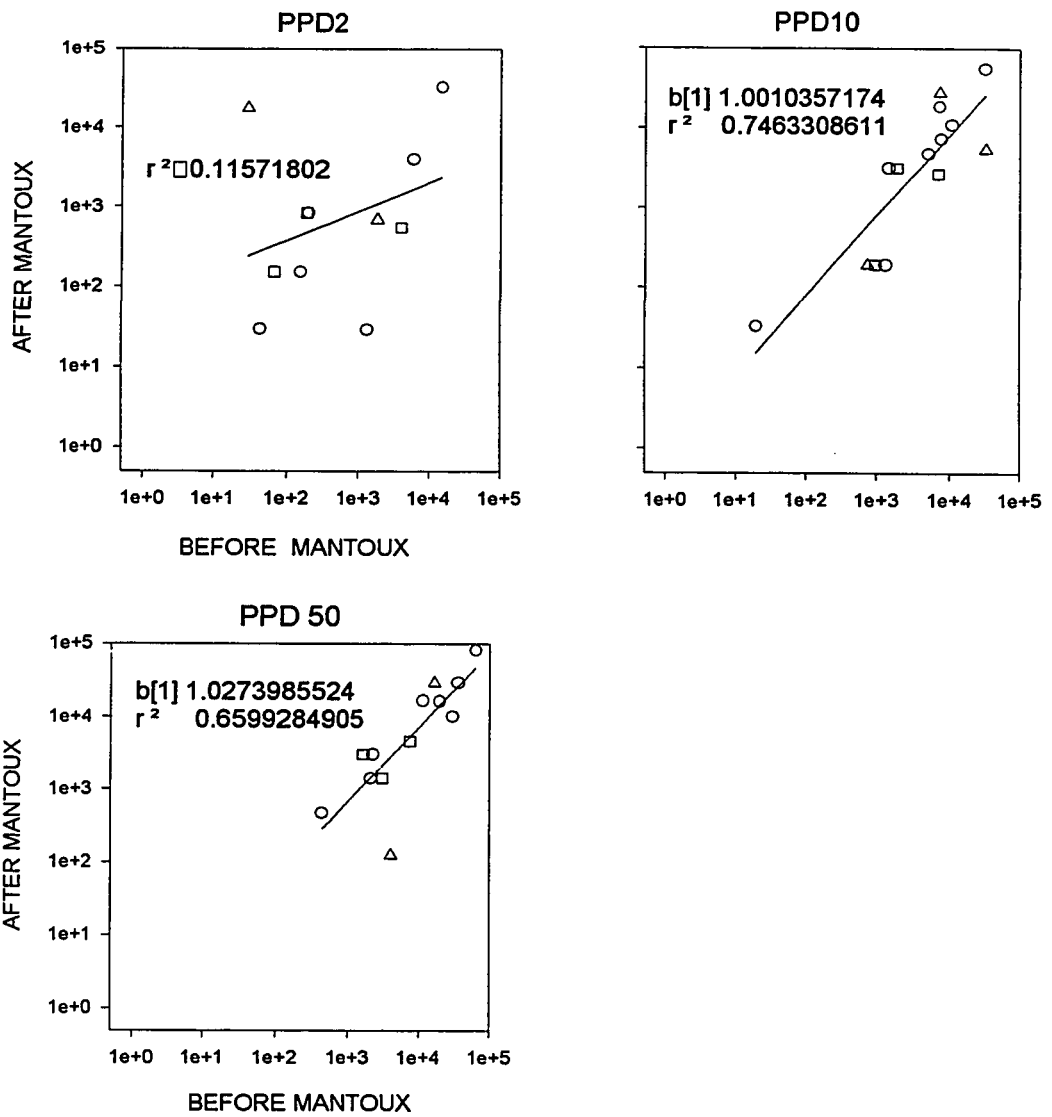 PPD2
1e+5
1e+4
1e+3
1e+2
1e+1
1e+0
AFTER MANTOUX
r ²□0.11571802
1e+0 1e+1 1e+2 1e+3 1e+4 1e+5
BEFORE MANTOUX
PPD10
b[1] 1.0010357174
r ² 0.7463308611
1e+0 1e+1 1e+2 1e+3 1e+4 1e+5
PPD 50
1e+5
1e+4
1e+3
1e+2
1e+1
1e+0
AFTER MANTOUX
b[1] 1.0273985524
r ² 0.6599284905
1e+0 1e+1 1e+2 1e+3 1e+4 1e+5
BEFORE MANTOUX